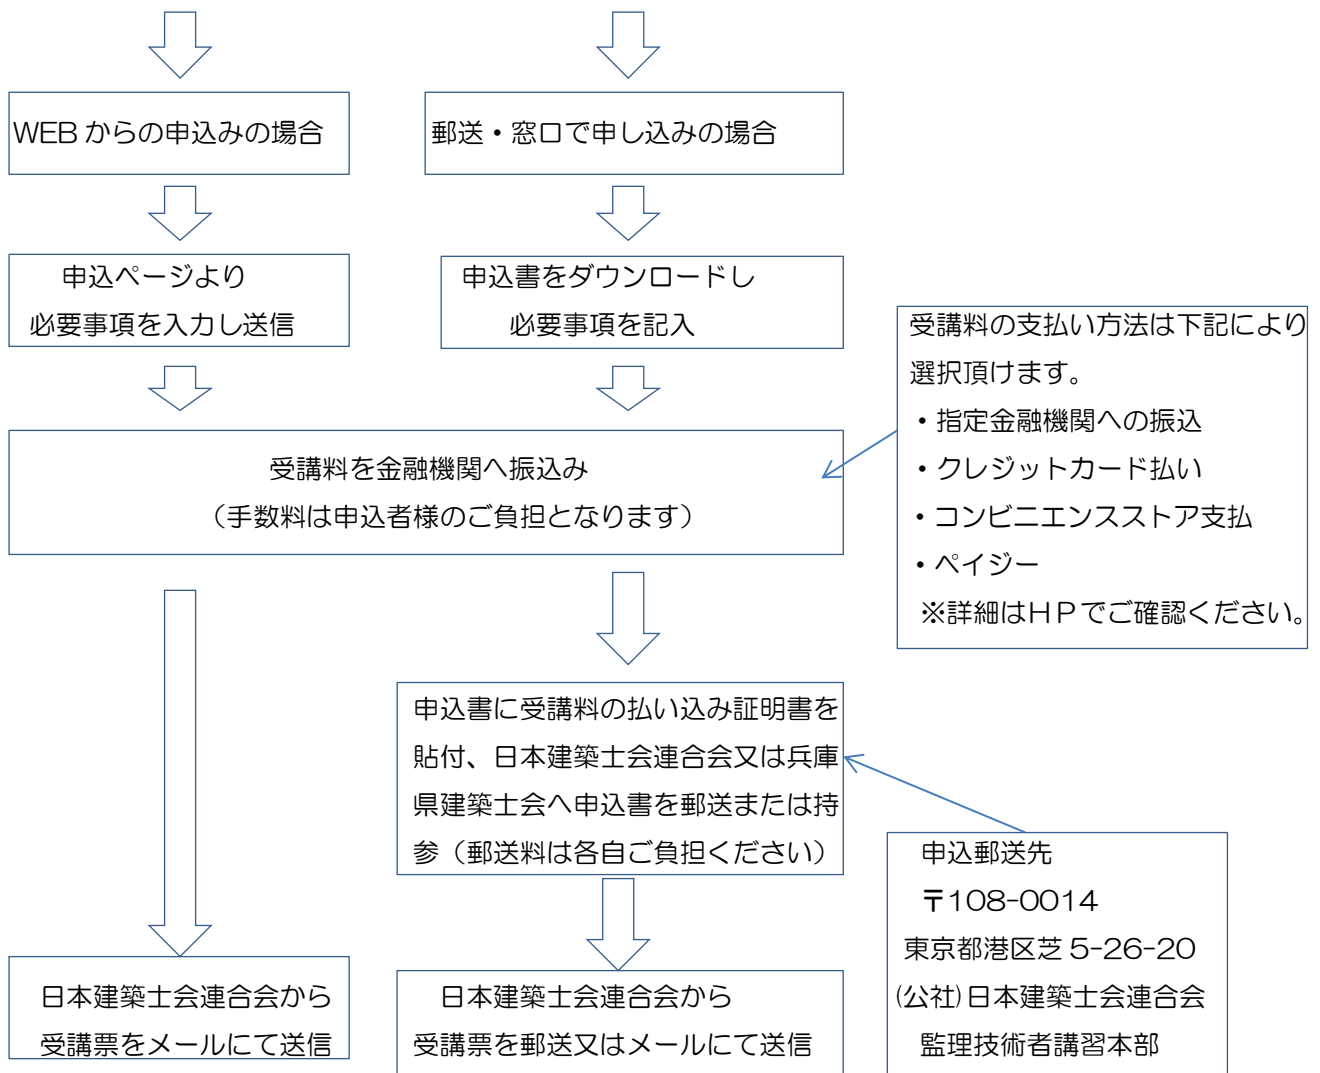 WEBからの申込みの場合
郵送・窓口で申し込みの場合
申込ページより
必要事項を入力し送信
申込書をダウンロードし
必要事項を記入
受講料の支払い方法は下記により
選択頂けます。
・指定金融機関への振込
・クレジットカード払い
・コンビニエンスストア支払
・ペイジー
※詳細はHPでご確認ください。
受講料を金融機関へ振込み
（手数料は申込者様のご負担となります）
申込書に受講料の払い込み証明書を
貼付、日本建築士会連合会又は兵庫
県建築士会へ申込書を郵送または持
参（郵送料は各自ご負担ください）
申込郵送先
〒108-0014
東京都港区芝5-26-20
(公社)日本建築士会連合会
監理技術者講習本部
日本建築士会連合会から
受講票をメールにて送信
日本建築士会連合会から
受講票を郵送又はメールにて送信